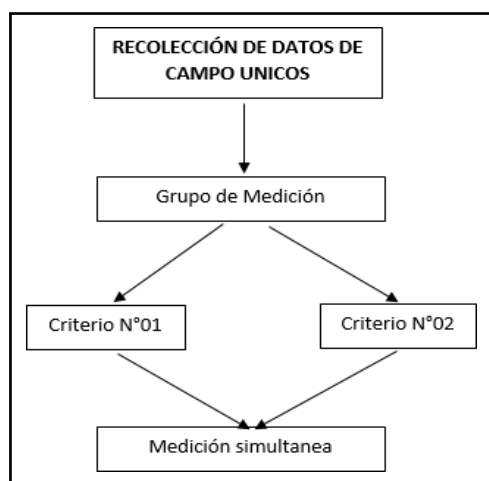 RECOLECCIÓN DE DATOS DE
CAMPO UNICOS
Grupo de Medición
Criterio N°01
Criterio N°02
Medición simultanea